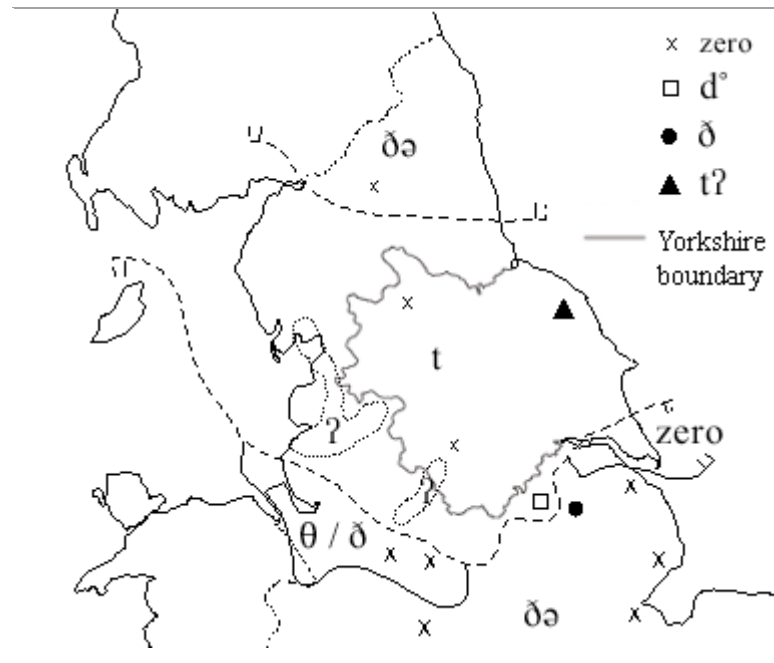 x zero
□ d°
● ð
▲ tʔ
Yorkshire
boundary
ðə
x
x
t
ʔ
x
zero
ʔ
x
θ / ð
x
x
x
ðə
x
x